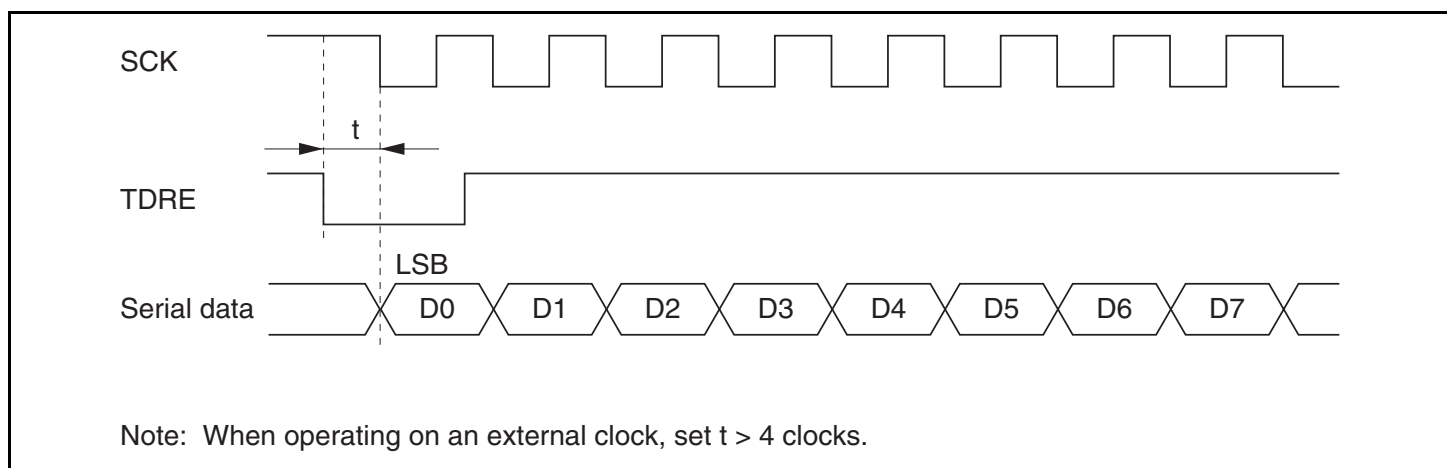 SCK
t
TDRE
LSB
Serial data D0 D1 D2 D3 D4 D5 D6 D7
Note: When operating on an external clock, set t > 4 clocks.